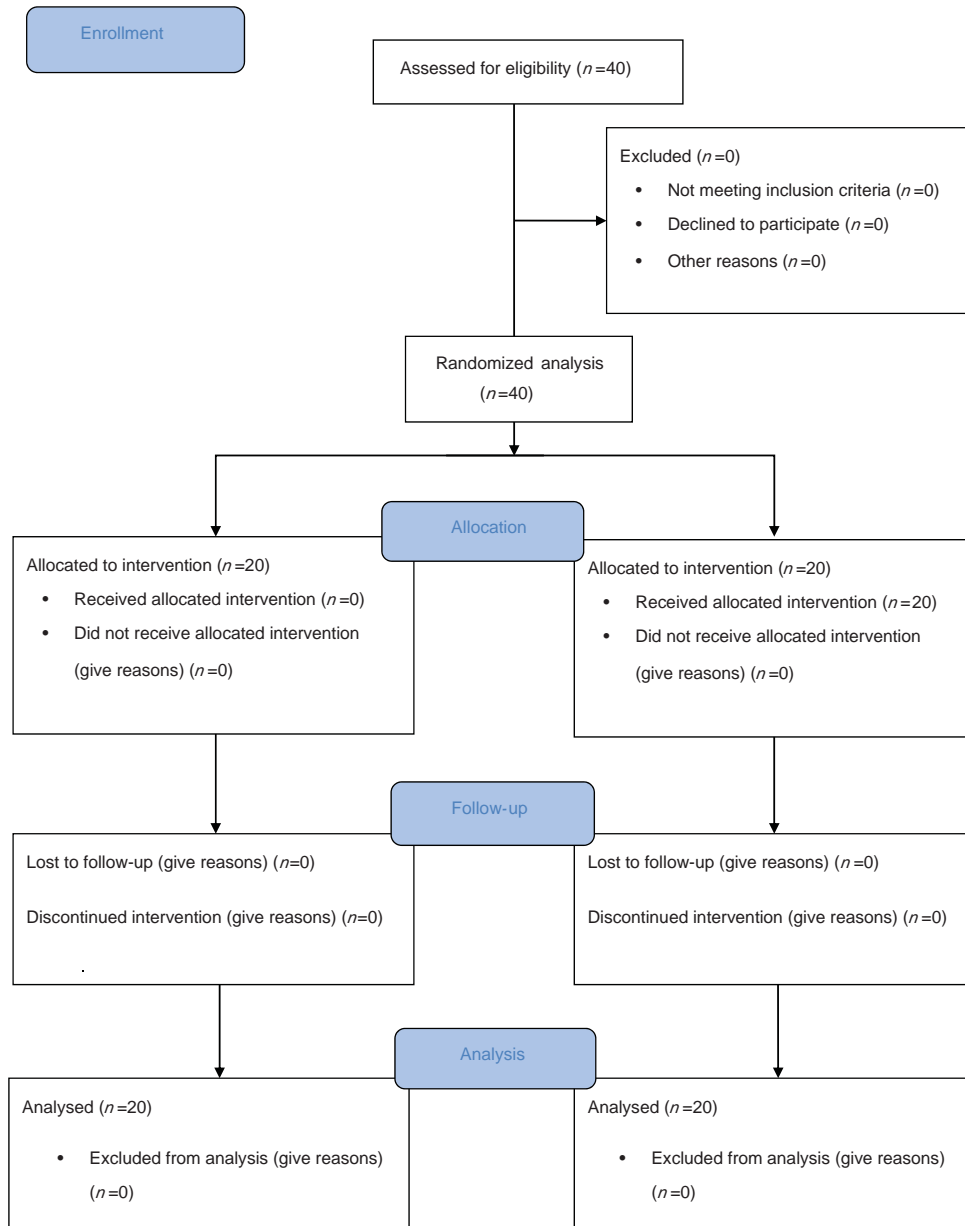 Enrollment
Assessed for eligibility (n=40)
Excluded (n=0)
• Not meeting inclusion criteria (n=0)
• Declined to participate (n=0)
• Other reasons (n=0)
Randomized analysis
(n=40)
Allocation
Allocated to intervention (n=20)
• Received allocated intervention (n=0)
• Did not receive allocated intervention
(give reasons) (n=0)
Allocated to intervention (n=20)
• Received allocated intervention (n=20)
• Did not receive allocated intervention
(give reasons) (n=0)
Follow-up
Lost to follow-up (give reasons) (n=0)
Discontinued intervention (give reasons) (n=0)
.
Lost to follow-up (give reasons) (n=0)
Discontinued intervention (give reasons) (n=0)
Analysis
Analysed (n=20)
• Excluded from analysis (give reasons)
(n=0)
Analysed (n=20)
• Excluded from analysis (give reasons)
(n=0)